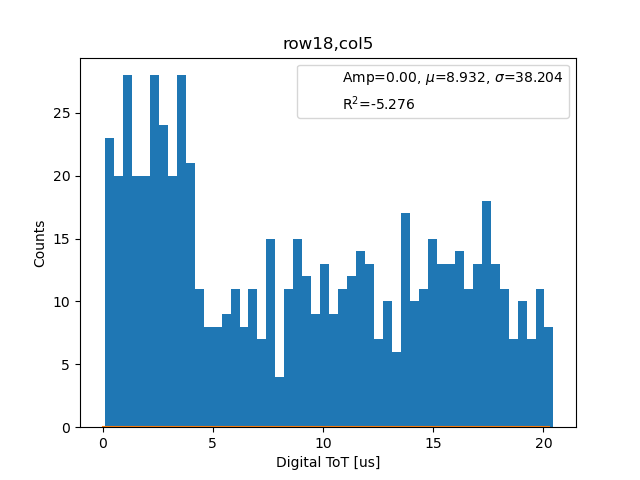 row18,col5
Amp=0.00, μ=8.932, σ=38.204
R²=-5.276
25
20
15
10
5
0
Counts
0 5 10 15 20
Digital ToT [us]